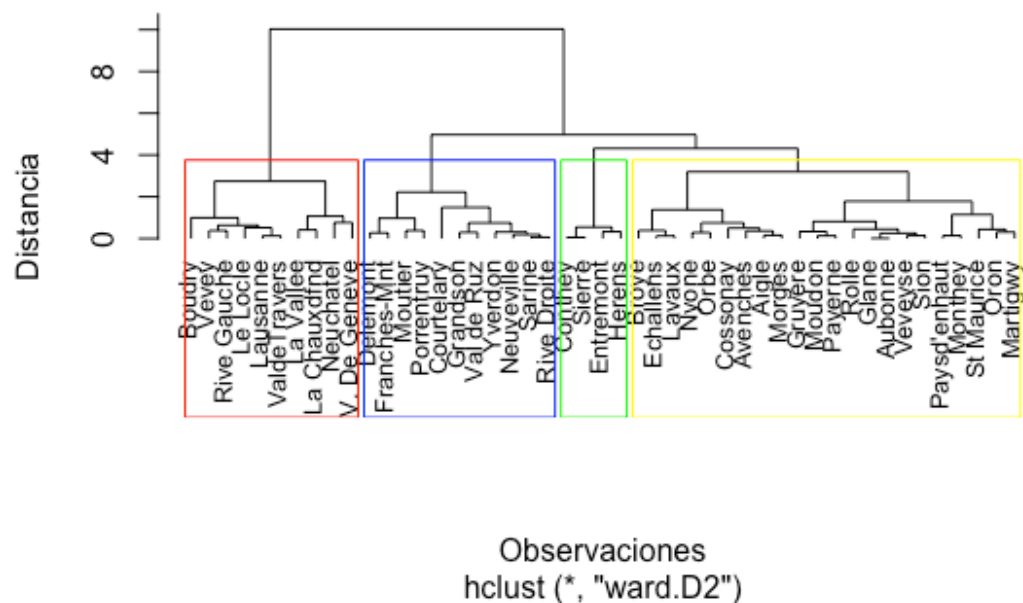 Distancia
8
4
0
Boudry
Vevey
Rive Gauche
Le Locle
Lausanne
ValdeTravers
La Vallee
La Chauxdfnd
Neuchatel
V. De Geneve
Delemont
Franches-Mnt
Moutier
Porrentruy
Courtelary
Grandson
Val de Ruz
Yverdon
Neuveville
Sarine
Rive Droite
Conthey
Sierre
Entremont
Herens
Broye
Echallens
Lavaux
Nyone
Orbe
Cossonay
Avenches
Aigle
Morges
Gruyere
Moudon
Payerne
Rolle
Glane
Aubonne
Veveyse
Sion
Paysd'enhaut
Monthey
St Maurice
Oron
Martigwy
Observaciones
hclust (*, "ward.D2")